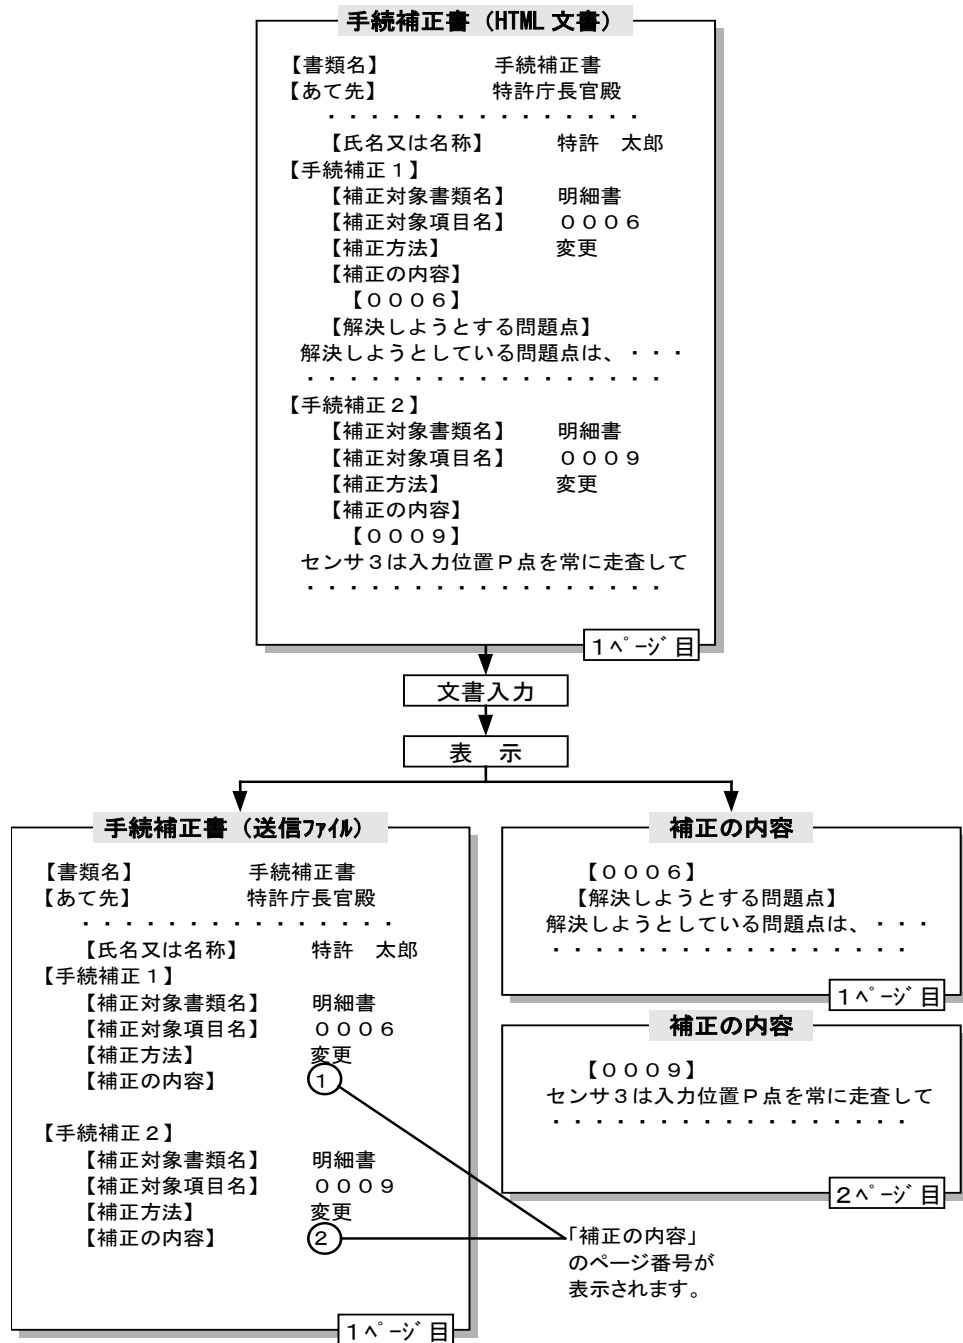 手続補正書（HTML 文書）
【書類名】　手続補正書
【あて先】　特許庁長官殿
・・・・・・・・・・・・・・・
【氏名又は名称】　特許　太郎
【手続補正１】
【補正対象書類名】　明細書
【補正対象項目名】　０００６
【補正方法】　変更
【補正の内容】
【０００６】
【解決しようとする問題点】
解決しようとしている問題点は、・・・
・・・・・・・・・・・・・・・・・
【手続補正２】
【補正対象書類名】　明細書
【補正対象項目名】　０００９
【補正方法】　変更
【補正の内容】
【０００９】
センサ３は入力位置Ｐ点を常に走査して
・・・・・・・・・・・・・・・・・
１ﾍﾟｰｼﾞ目
文書入力
表　示
手続補正書（送信ﾌｧｲﾙ）
【書類名】　手続補正書
【あて先】　特許庁長官殿
・・・・・・・・・・・・・・・
【氏名又は名称】　特許　太郎
【手続補正１】
【補正対象書類名】　明細書
【補正対象項目名】　０００６
【補正方法】　変更
【補正の内容】　①
【手続補正２】
【補正対象書類名】　明細書
【補正対象項目名】　０００９
【補正方法】　変更
【補正の内容】　②
１ﾍﾟｰｼﾞ目
補正の内容
【０００６】
【解決しようとする問題点】
解決しようとしている問題点は、・・・
・・・・・・・・・・・・・・・・・
１ﾍﾟｰｼﾞ目
補正の内容
【０００９】
センサ３は入力位置Ｐ点を常に走査して
・・・・・・・・・・・・・・・・・
２ﾍﾟｰｼﾞ目
「補正の内容」
のページ番号が
表示されます。